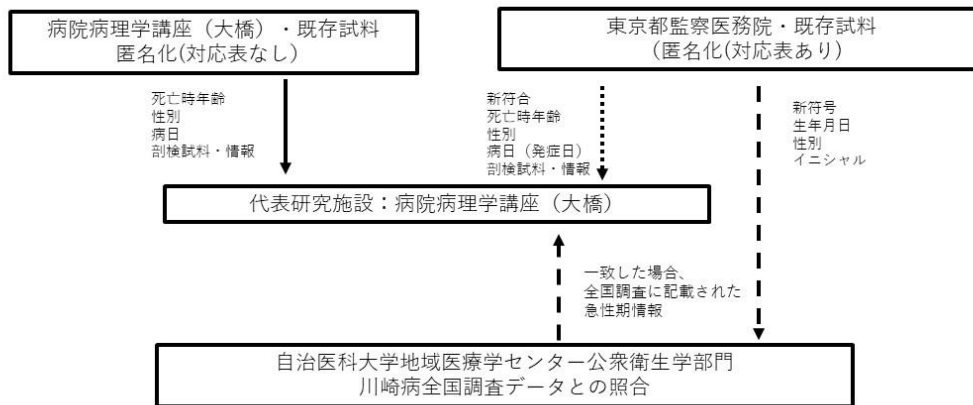 病院病理学講座（大橋）・既存試料
匿名化(対応表なし）
東京都監察医務院・既存試料
（匿名化(対応表あり）
死亡時年齢
性別
病日
剖検試料・情報
新符合
死亡時年齢
性別
病日（発症日）
剖検試料・情報
新符号
生年月日
性別
イニシャル
代表研究施設：病院病理学講座（大橋）
一致した場合、
全国調査に記載された
急性期情報
自治医科大学地域医療学センター公衆衛生学部門
川崎病全国調査データとの照合